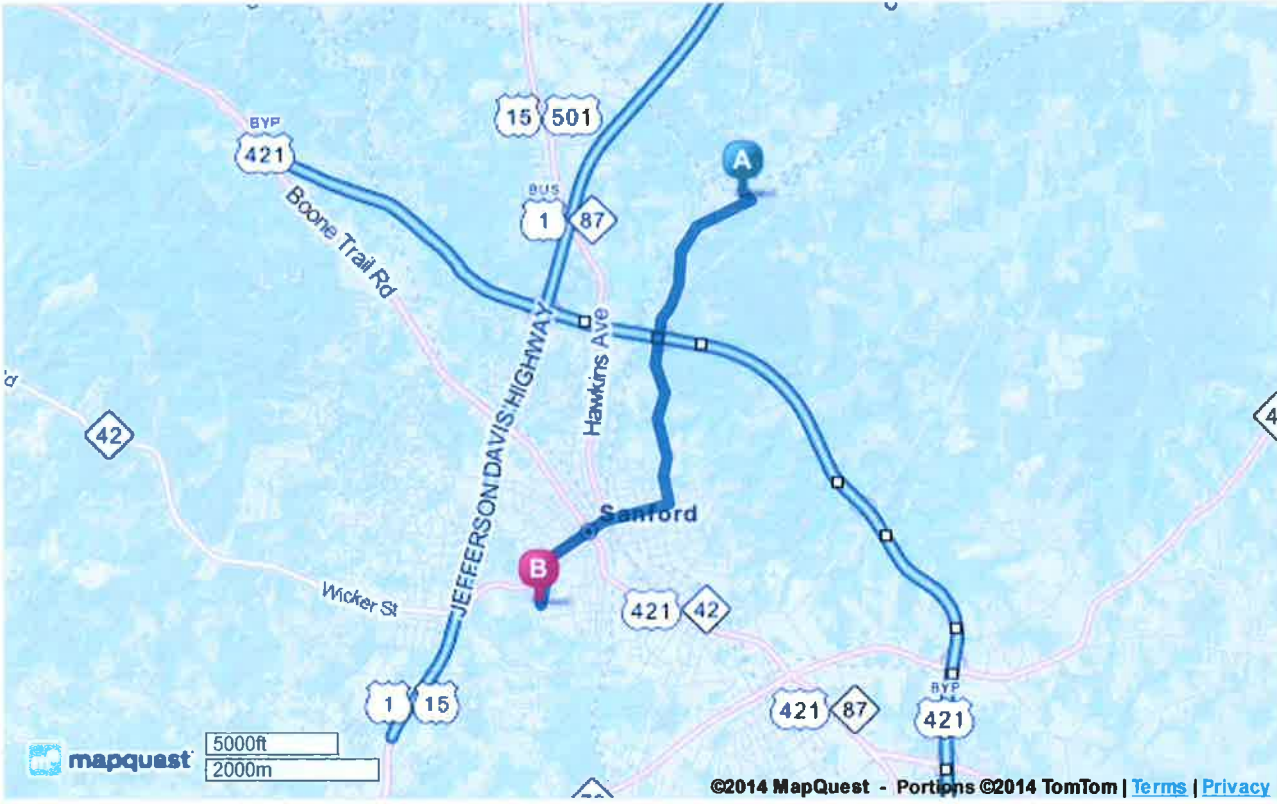 15 501
BYP
421
A
BUS
1 87
Boone Trail Rd
Hawkins Ave
JEFFERSON DAVIS HIGHWAY
42
Sanford
B
Wicker St
421 42
1 15
421 87
BYP
421
5000ft
2000m
mapquest
©2014 MapQuest - Portions ©2014 TomTom | Terms | Privacy